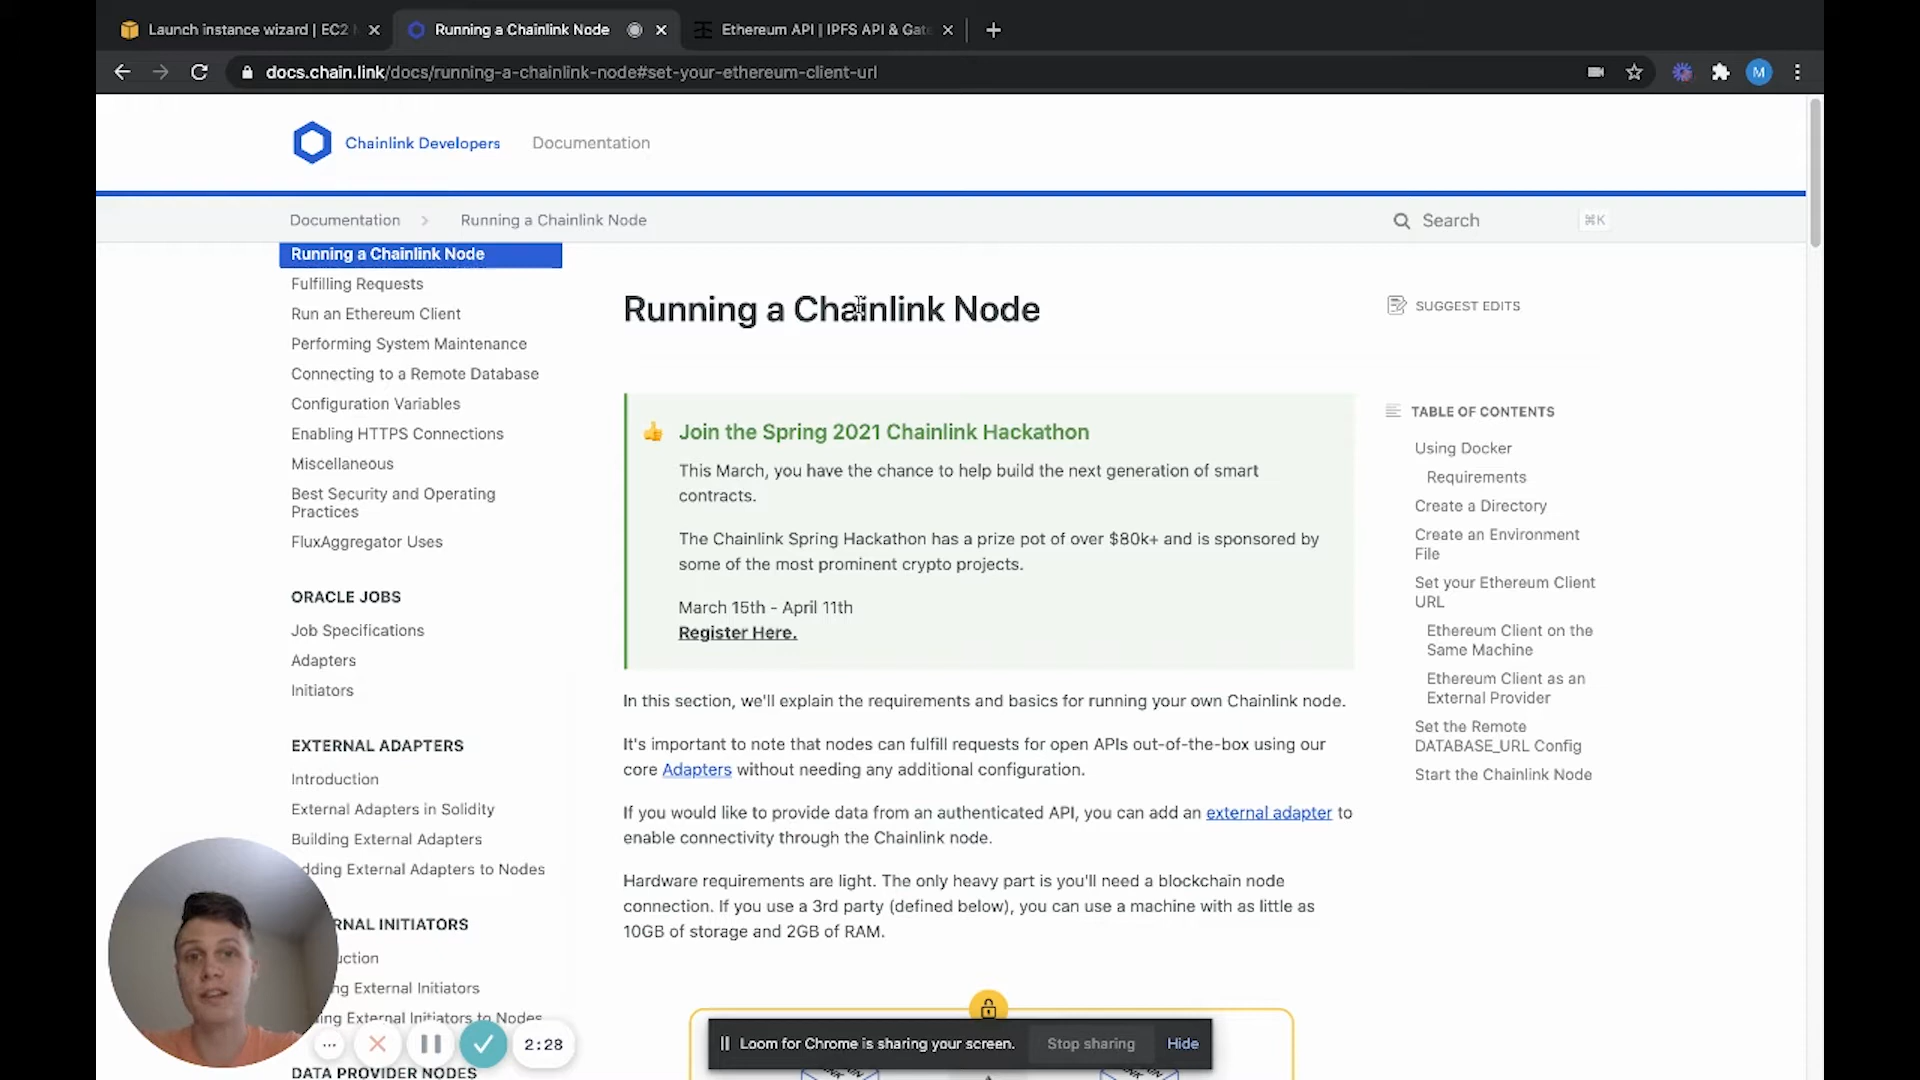 Launch instance wizard | EC2
Running a Chainlink Node
Ethereum API | IPFS API & Gat
docs.chain.link/docs/running-a-chainlink-node#set-your-ethereum-client-url
M
Chainlink Developers
Documentation
Documentation
Running a Chainlink Node
Search
⌘K
Running a Chainlink Node
Fulfilling Requests
Run an Ethereum Client
Performing System Maintenance
Connecting to a Remote Database
Configuration Variables
Enabling HTTPS Connections
Miscellaneous
Best Security and Operating
Practices
FluxAggregator Uses
ORACLE JOBS
Job Specifications
Adapters
Initiators
EXTERNAL ADAPTERS
Introduction
External Adapters in Solidity
Building External Adapters
dding External Adapters to Nodes
RNAL INITIATORS
uction
ng External Initiators
ing External Initiators to Nodes
DATA PROVIDER NODES
2:28
Running a Chainlink Node
Join the Spring 2021 Chainlink Hackathon
This March, you have the chance to help build the next generation of smart
contracts.
The Chainlink Spring Hackathon has a prize pot of over $80k+ and is sponsored by
some of the most prominent crypto projects.
March 15th - April 11th
Register Here.
In this section, we'll explain the requirements and basics for running your own Chainlink node.
It's important to note that nodes can fulfill requests for open APIs out-of-the-box using our
core Adapters without needing any additional configuration.
If you would like to provide data from an authenticated API, you can add an external adapter to
enable connectivity through the Chainlink node.
Hardware requirements are light. The only heavy part is you'll need a blockchain node
connection. If you use a 3rd party (defined below), you can use a machine with as little as
10GB of storage and 2GB of RAM.
Loom for Chrome is sharing your screen.
Stop sharing
Hide
SUGGEST EDITS
TABLE OF CONTENTS
Using Docker
Requirements
Create a Directory
Create an Environment
File
Set your Ethereum Client
URL
Ethereum Client on the
Same Machine
Ethereum Client as an
External Provider
Set the Remote
DATABASE_URL Config
Start the Chainlink Node